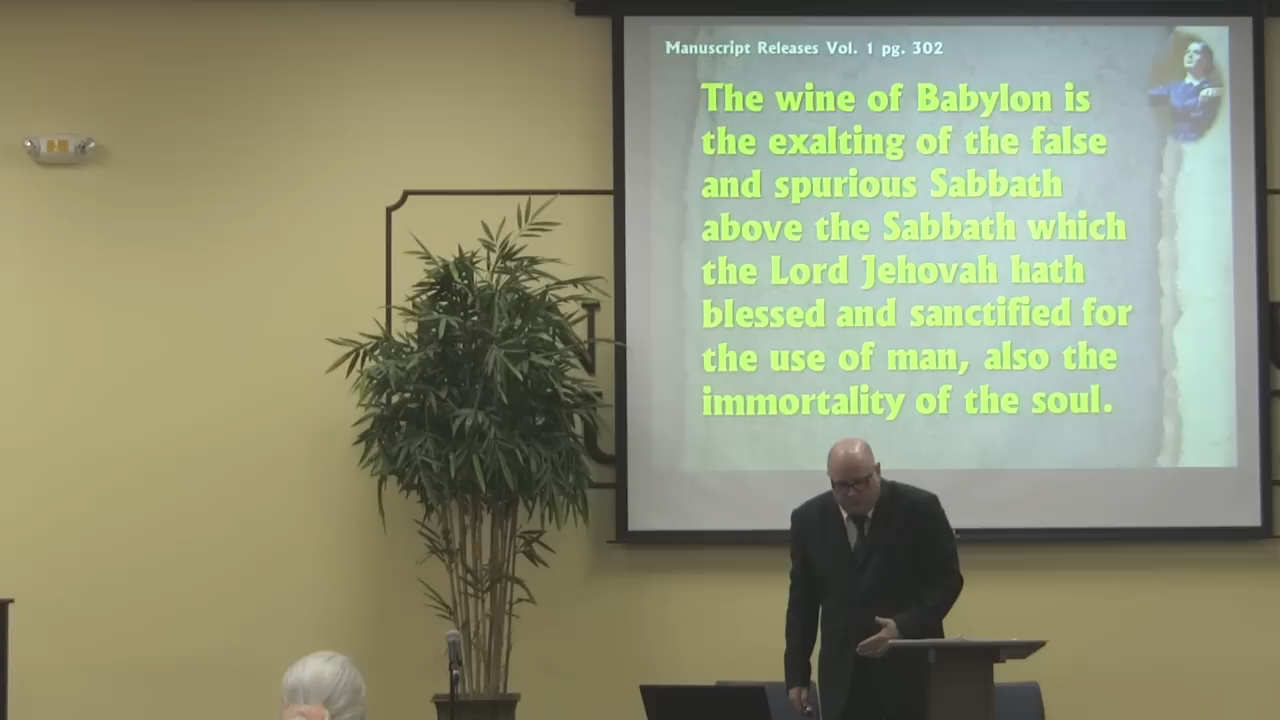 Manuscript Releases Vol. 1 pg. 302
The wine of Babylon is
the exalting of the false
and spurious Sabbath
above the Sabbath which
the Lord Jehovah hath
blessed and sanctified for
the use of man, also the
immortality of the soul.